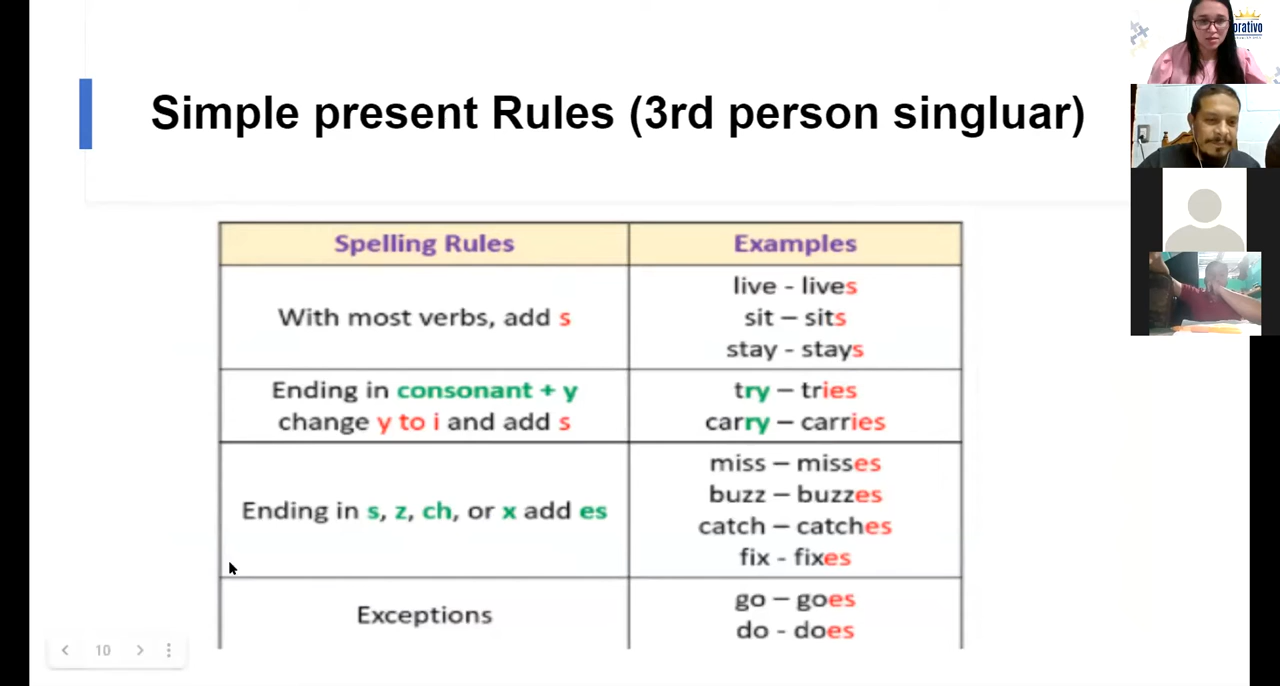 orativo
Simple present Rules (3rd person singluar)
Spelling Rules
Examples
With most verbs, add s
live - lives
sit – sits
stay - stays
Ending in consonant + y
change y to i and add s
try – tries
carry – carries
Ending in s, z, ch, or x add es
miss – misses
buzz – buzzes
catch – catches
fix - fixes
Exceptions
go – goes
do - does
10